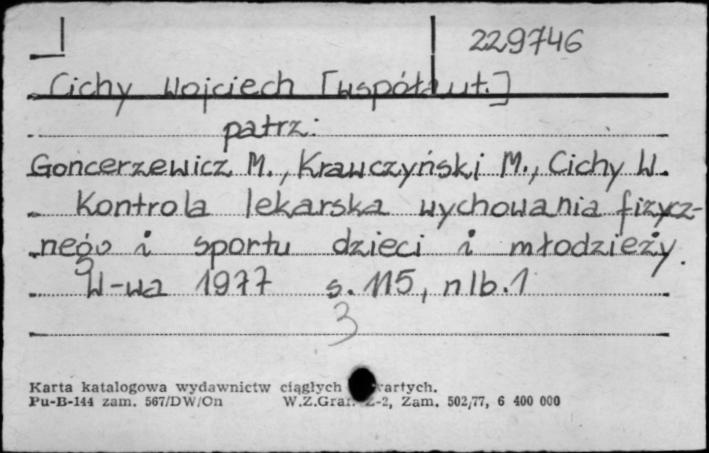 229746
Cichy Wojciech [współaut.]
patrz:
Goncerzewicz M., Krawczyński M., Cichy W.
Kontrola lekarska wychowania fizycz-
nego i sportu dzieci i młodzieży.
W-wa 1977 s. 115, nlb. 1
3
Karta katalogowa wydawnictw ciągłych
Pu-B-144 zam. 567/DW/On W.Z.Graf. Z-2, Zam. 502/77, 6 400 000